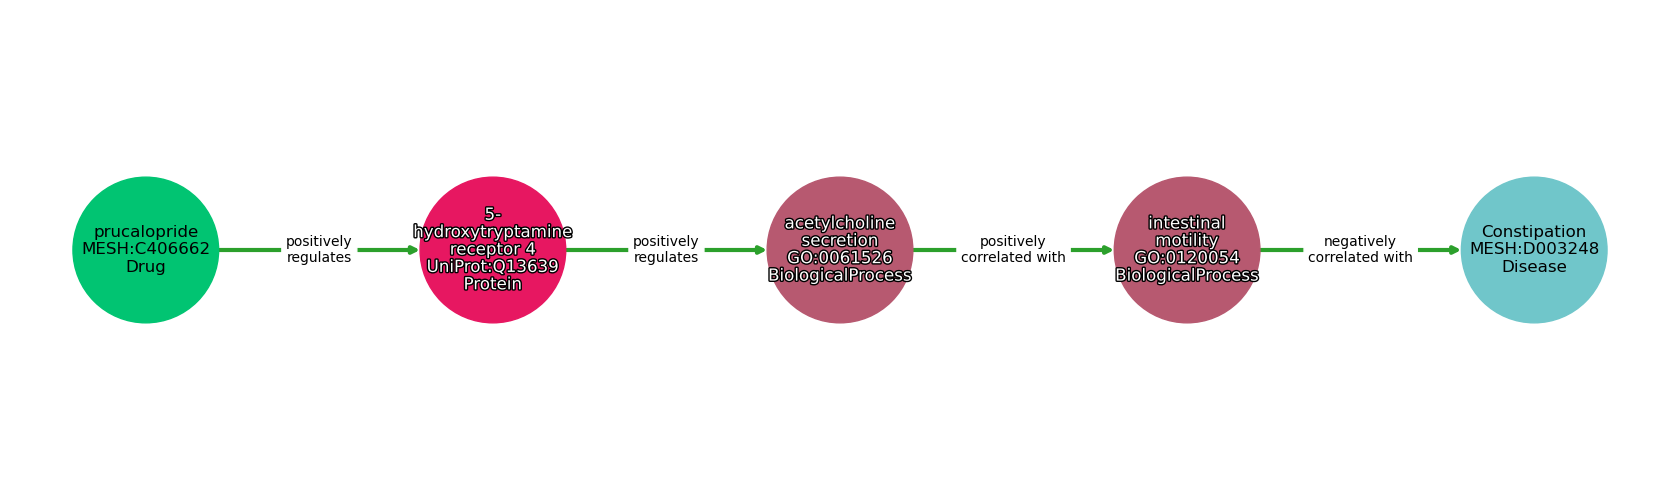 prucalopride
MESH:C406662
Drug
positively
regulates
5-
hydroxytryptamine
receptor 4
UniProt:Q13639
Protein
positively
regulates
acetylcholine
secretion
GO:0061526
BiologicalProcess
positively
correlated with
intestinal
motility
GO:0120054
BiologicalProcess
negatively
correlated with
Constipation
MESH:D003248
Disease